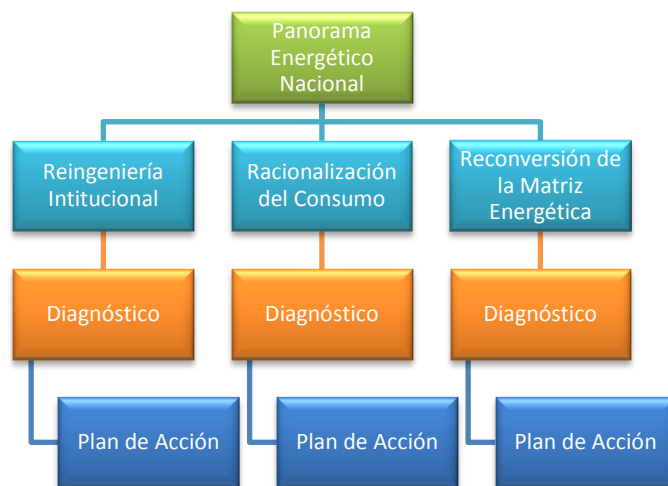 Panorama
Energético
Nacional
Reingeniería
Intitucional
Racionalización
del Consumo
Reconversión de
la Matriz
Energética
Diagnóstico
Diagnóstico
Diagnóstico
Plan de Acción
Plan de Acción
Plan de Acción